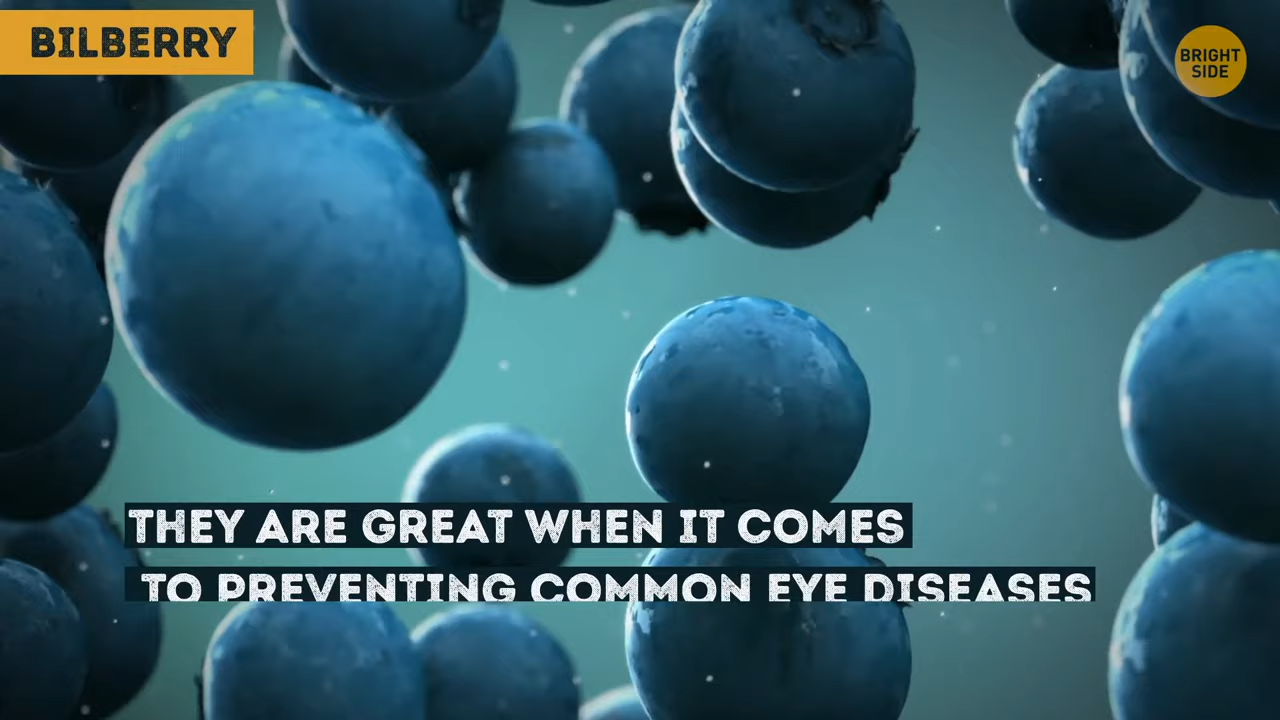 BILBERRY
BRIGHT
SIDE
THEY ARE GREAT WHEN IT COMES
TO PREVENTING COMMON EYE DISEASES